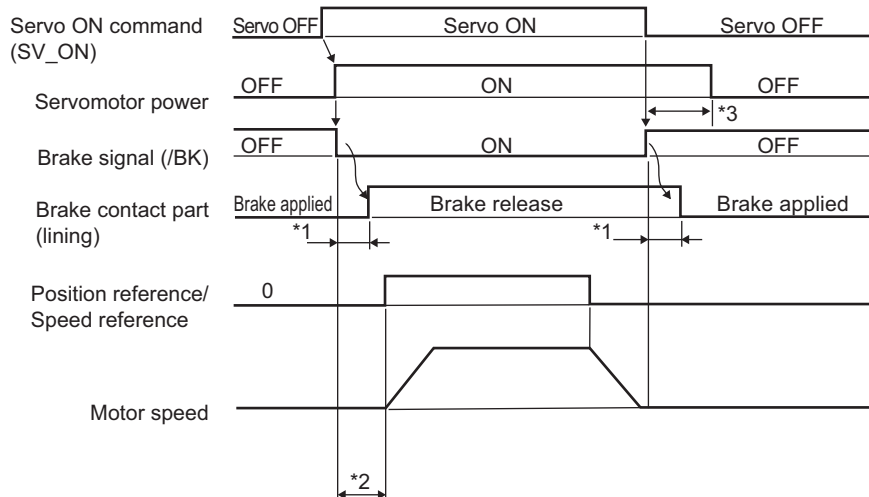 Servo ON command
(SV_ON)
Servo OFF
Servo ON
Servo OFF
Servomotor power
OFF
ON
OFF
*3
Brake signal (/BK)
OFF
ON
OFF
Brake contact part
(lining)
Brake applied
Brake release
Brake applied
*1
*1
Position reference/
Speed reference
0
Motor speed
*2